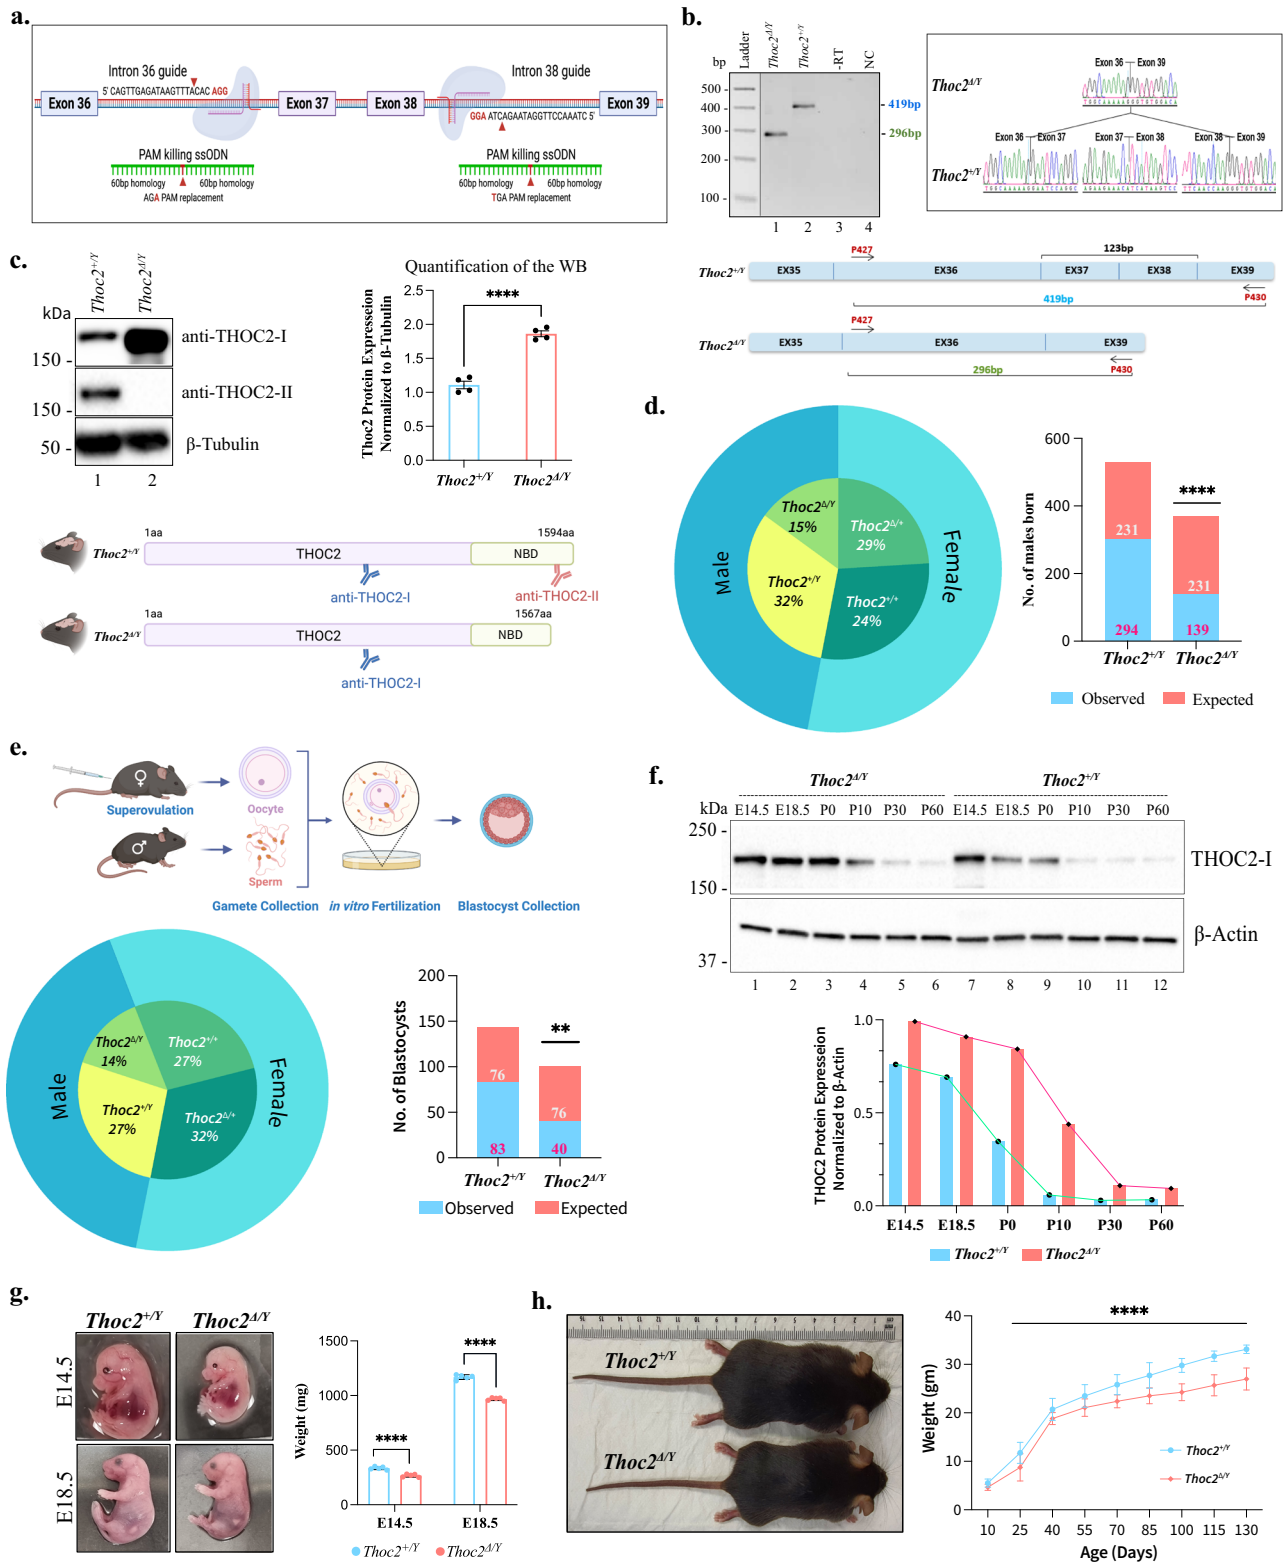 a.
Intron 36 guide
5' CAGTTGAGATAAGTTTACAC AGG
Intron 38 guide
Exon 36
Exon 37
Exon 38
Exon 39
GGA ATCAGAATAGGTTCCAAATC 5'
PAM killing ssODN
60bp homology 60bp homology
AGA PAM replacement
PAM killing ssODN
60bp homology 60bp homology
TGA PAM replacement
b.
bp
Ladder
Thoc2Δ/Y
Thoc2+/Y
-RT
NC
500
400
300
200
100
419bp
296bp
1 2 3 4
Thoc2Δ/Y
Exon 36 Exon 39
TGGCAAAAAGGGTGTGGACA
Thoc2+/Y
Exon 36 Exon 37
Exon 37 Exon 38
Exon 38 Exon 39
Thoc2+/Y
P427
123bp
EX35 EX36 EX37 EX38 EX39
419bp
P430
P427
Thoc2Δ/Y
EX35 EX36 EX39
296bp
P430
c.
Thoc2+/Y
Thoc2Δ/Y
kDa
150
anti-THOC2-I
150
anti-THOC2-II
50
β-Tubulin
1 2
Quantification of the WB
Thoc2 Protein Expresseion
Normalized to ß-Tubulin
2.5
2.0
1.5
1.0
0.5
0.0
****
Thoc2+/Y Thoc2Δ/Y
1aa 1594aa
Thoc2+/Y
THOC2 NBD
anti-THOC2-I anti-THOC2-II
1aa 1567aa
Thoc2Δ/Y
THOC2 NBD
anti-THOC2-I
d.
Male
Female
Thoc2Δ/Y
15%
Thoc2Δ/+
29%
Thoc2+/Y
32%
Thoc2+/+
24%
No. of males born
600
400
200
0
****
231
294
231
139
Thoc2+/Y Thoc2Δ/Y
Observed Expected
e.
Superovulation
Oocyte
Sperm
Gamete Collection in vitro Fertilization Blastocyst Collection
Male
Female
Thoc2Δ/Y
14%
Thoc2+/+
27%
Thoc2+/Y
27%
Thoc2Δ/+
32%
No. of Blastocysts
200
150
100
50
0
**
76
83
76
40
Thoc2+/Y Thoc2Δ/Y
Observed Expected
f.
Thoc2Δ/Y Thoc2+/Y
kDa E14.5 E18.5 P0 P10 P30 P60 E14.5 E18.5 P0 P10 P30 P60
250
150
THOC2-I
37
β-Actin
1 2 3 4 5 6 7 8 9 10 11 12
THOC2 Protein Expresseion
Normalized to β-Actin
1.0
0.5
0.0
E14.5 E18.5 P0 P10 P30 P60
Thoc2+/Y Thoc2Δ/Y
g.
Thoc2+/Y Thoc2Δ/Y
E14.5
E18.5
Weight (mg)
1500
1000
500
0
****
****
E14.5 E18.5
Thoc2+/Y Thoc2Δ/Y
h.
Thoc2+/Y
Thoc2Δ/Y
Weight (gm)
40
30
20
10
0
****
Thoc2+/Y
Thoc2Δ/Y
10 25 40 55 70 85 100 115 130
Age (Days)